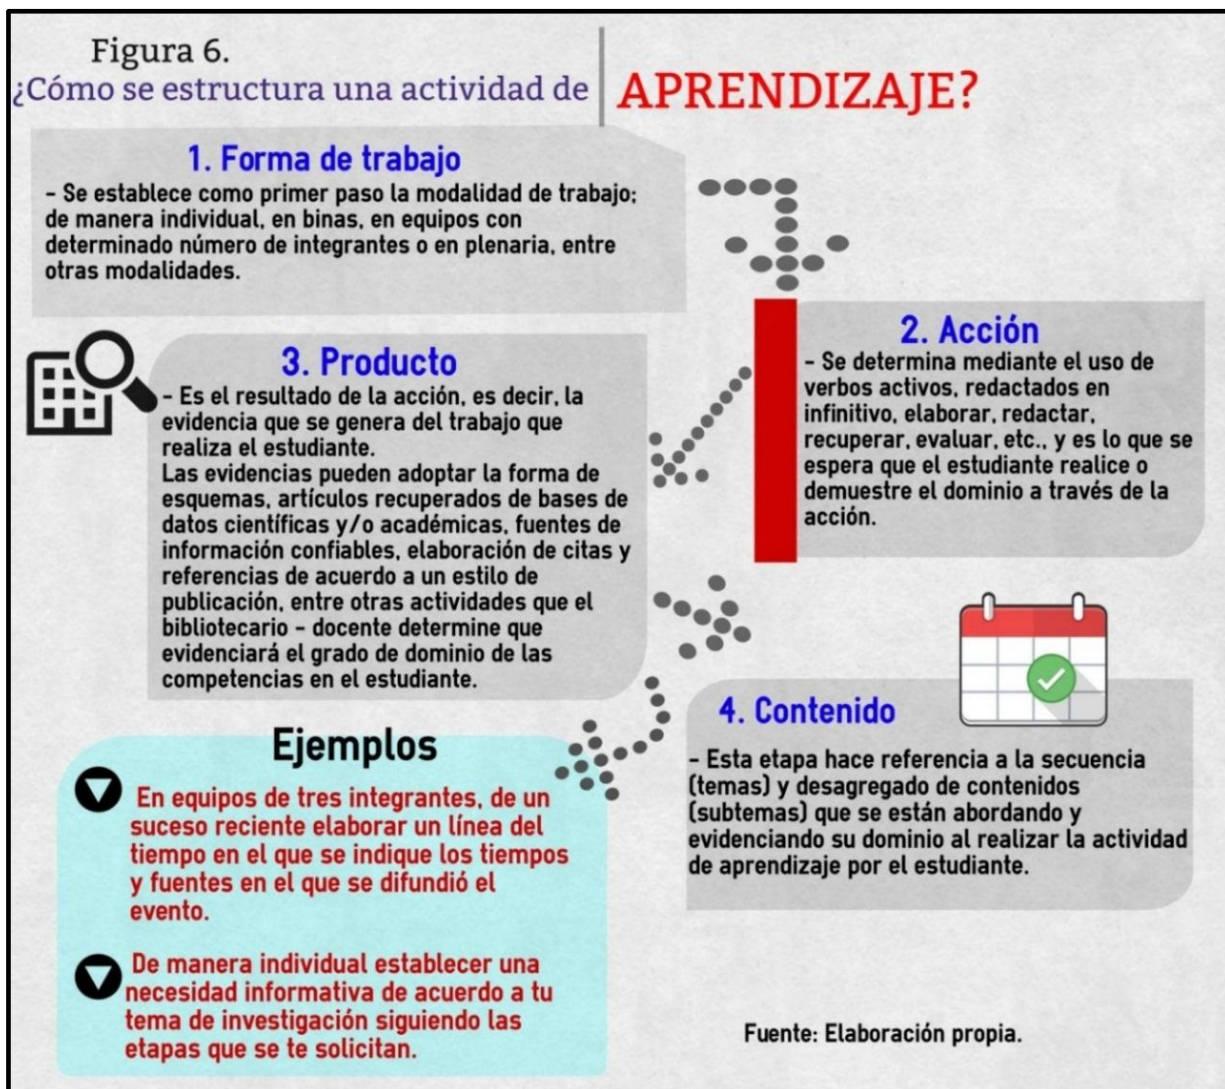 Figura 6.
¿Cómo se estructura una actividad de
APRENDIZAJE?
1. Forma de trabajo
- Se establece como primer paso la modalidad de trabajo;
de manera individual, en binas, en equipos con
determinado número de integrantes o en plenaria, entre
otras modalidades.
2. Acción
- Se determina mediante el uso de
verbos activos, redactados en
infinitivo, elaborar, redactar,
recuperar, evaluar, etc., y es lo que se
espera que el estudiante realice o
demuestre el dominio a través de la
acción.
3. Producto
- Es el resultado de la acción, es decir, la
evidencia que se genera del trabajo que
realiza el estudiante.
Las evidencias pueden adoptar la forma de
esquemas, artículos recuperados de bases de
datos científicas y/o académicas, fuentes de
información confiables, elaboración de citas y
referencias de acuerdo a un estilo de
publicación, entre otras actividades que el
bibliotecario - docente determine que
evidenciará el grado de dominio de las
competencias en el estudiante.
4. Contenido
- Esta etapa hace referencia a la secuencia
(temas) y desagregado de contenidos
(subtemas) que se están abordando y
evidenciando su dominio al realizar la actividad
de aprendizaje por el estudiante.
Ejemplos
En equipos de tres integrantes, de un
suceso reciente elaborar un línea del
tiempo en el que se indique los tiempos
y fuentes en el que se difundió el
evento.
De manera individual establecer una
necesidad informativa de acuerdo a tu
tema de investigación siguiendo las
etapas que se te solicitan.
Fuente: Elaboración propia.